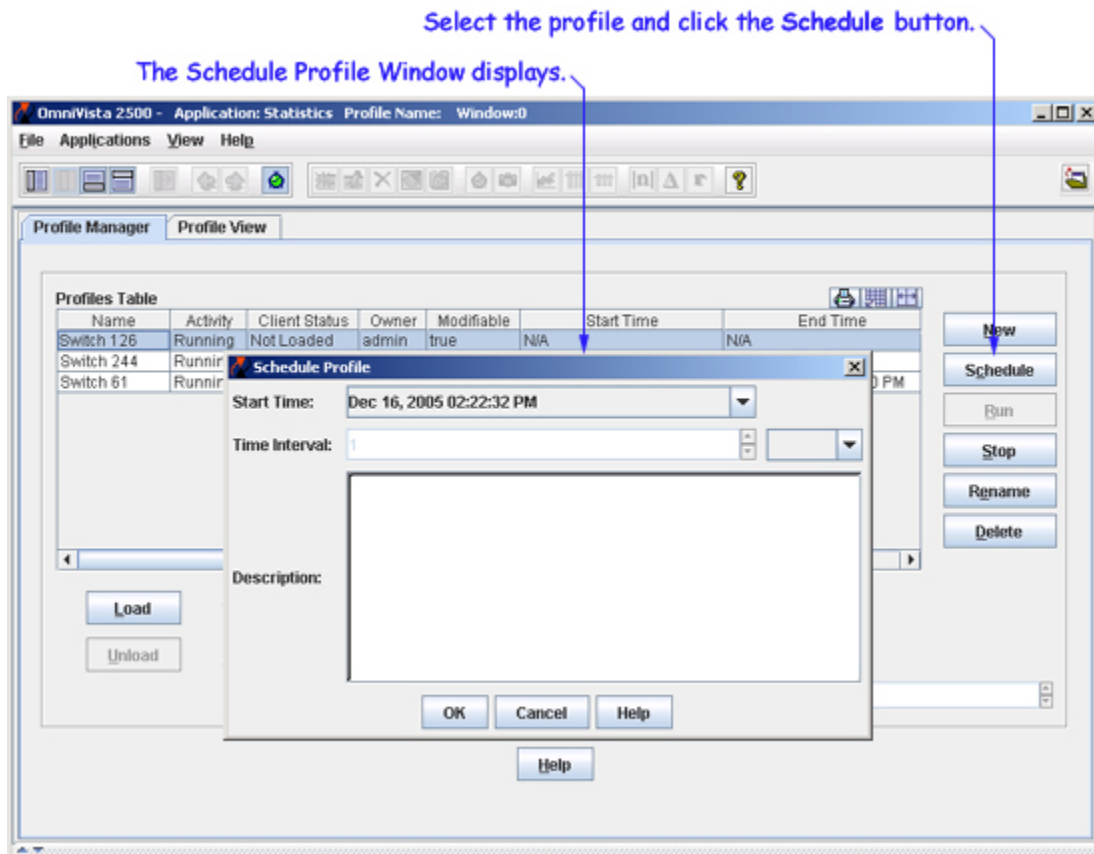 Select the profile and click the Schedule button.
The Schedule Profile Window displays.
OmniVista 2500 - Application: Statistics Profile Name: Window:0
File Applications View Help
Profile Manager Profile View
Profiles Table
Name Activity Client Status Owner Modifiable Start Time End Time
Switch 126 Running Not Loaded admin true N/A N/A
Switch 244
Switch 61 PM
New
Schedule
Run
Stop
Rename
Delete
Schedule Profile
Start Time: Dec 16, 2005 02:22:32 PM
Time Interval: 1
Description:
OK Cancel Help
Load
Unload
Help